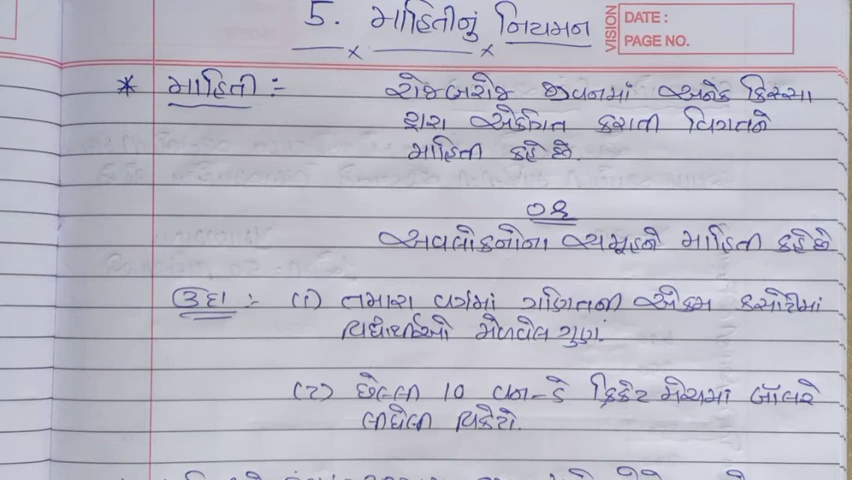 5. માહિતીનું નિયમન
VISION
DATE :
PAGE NO.
* માહિતી :- રોજબરોજ જીવનમાં અનેક કિસ્સા
દ્વારા એકત્રિત કરાતી વિગતને
માહિતી કહે છે.
OR
અવલોકનોના સમૂહને માહિતી કહે છે
ઉદા :- (1) તમારા વર્ગમાં ગણિતની એકમ કસોટીમાં
વિદ્યાર્થીઓ મેળવેલ ગુણ.
(2) છેલ્લી 10 વન-ડે ક્રિકેટ મેચમાં બોલરે
લીધેલી વિકેટો.